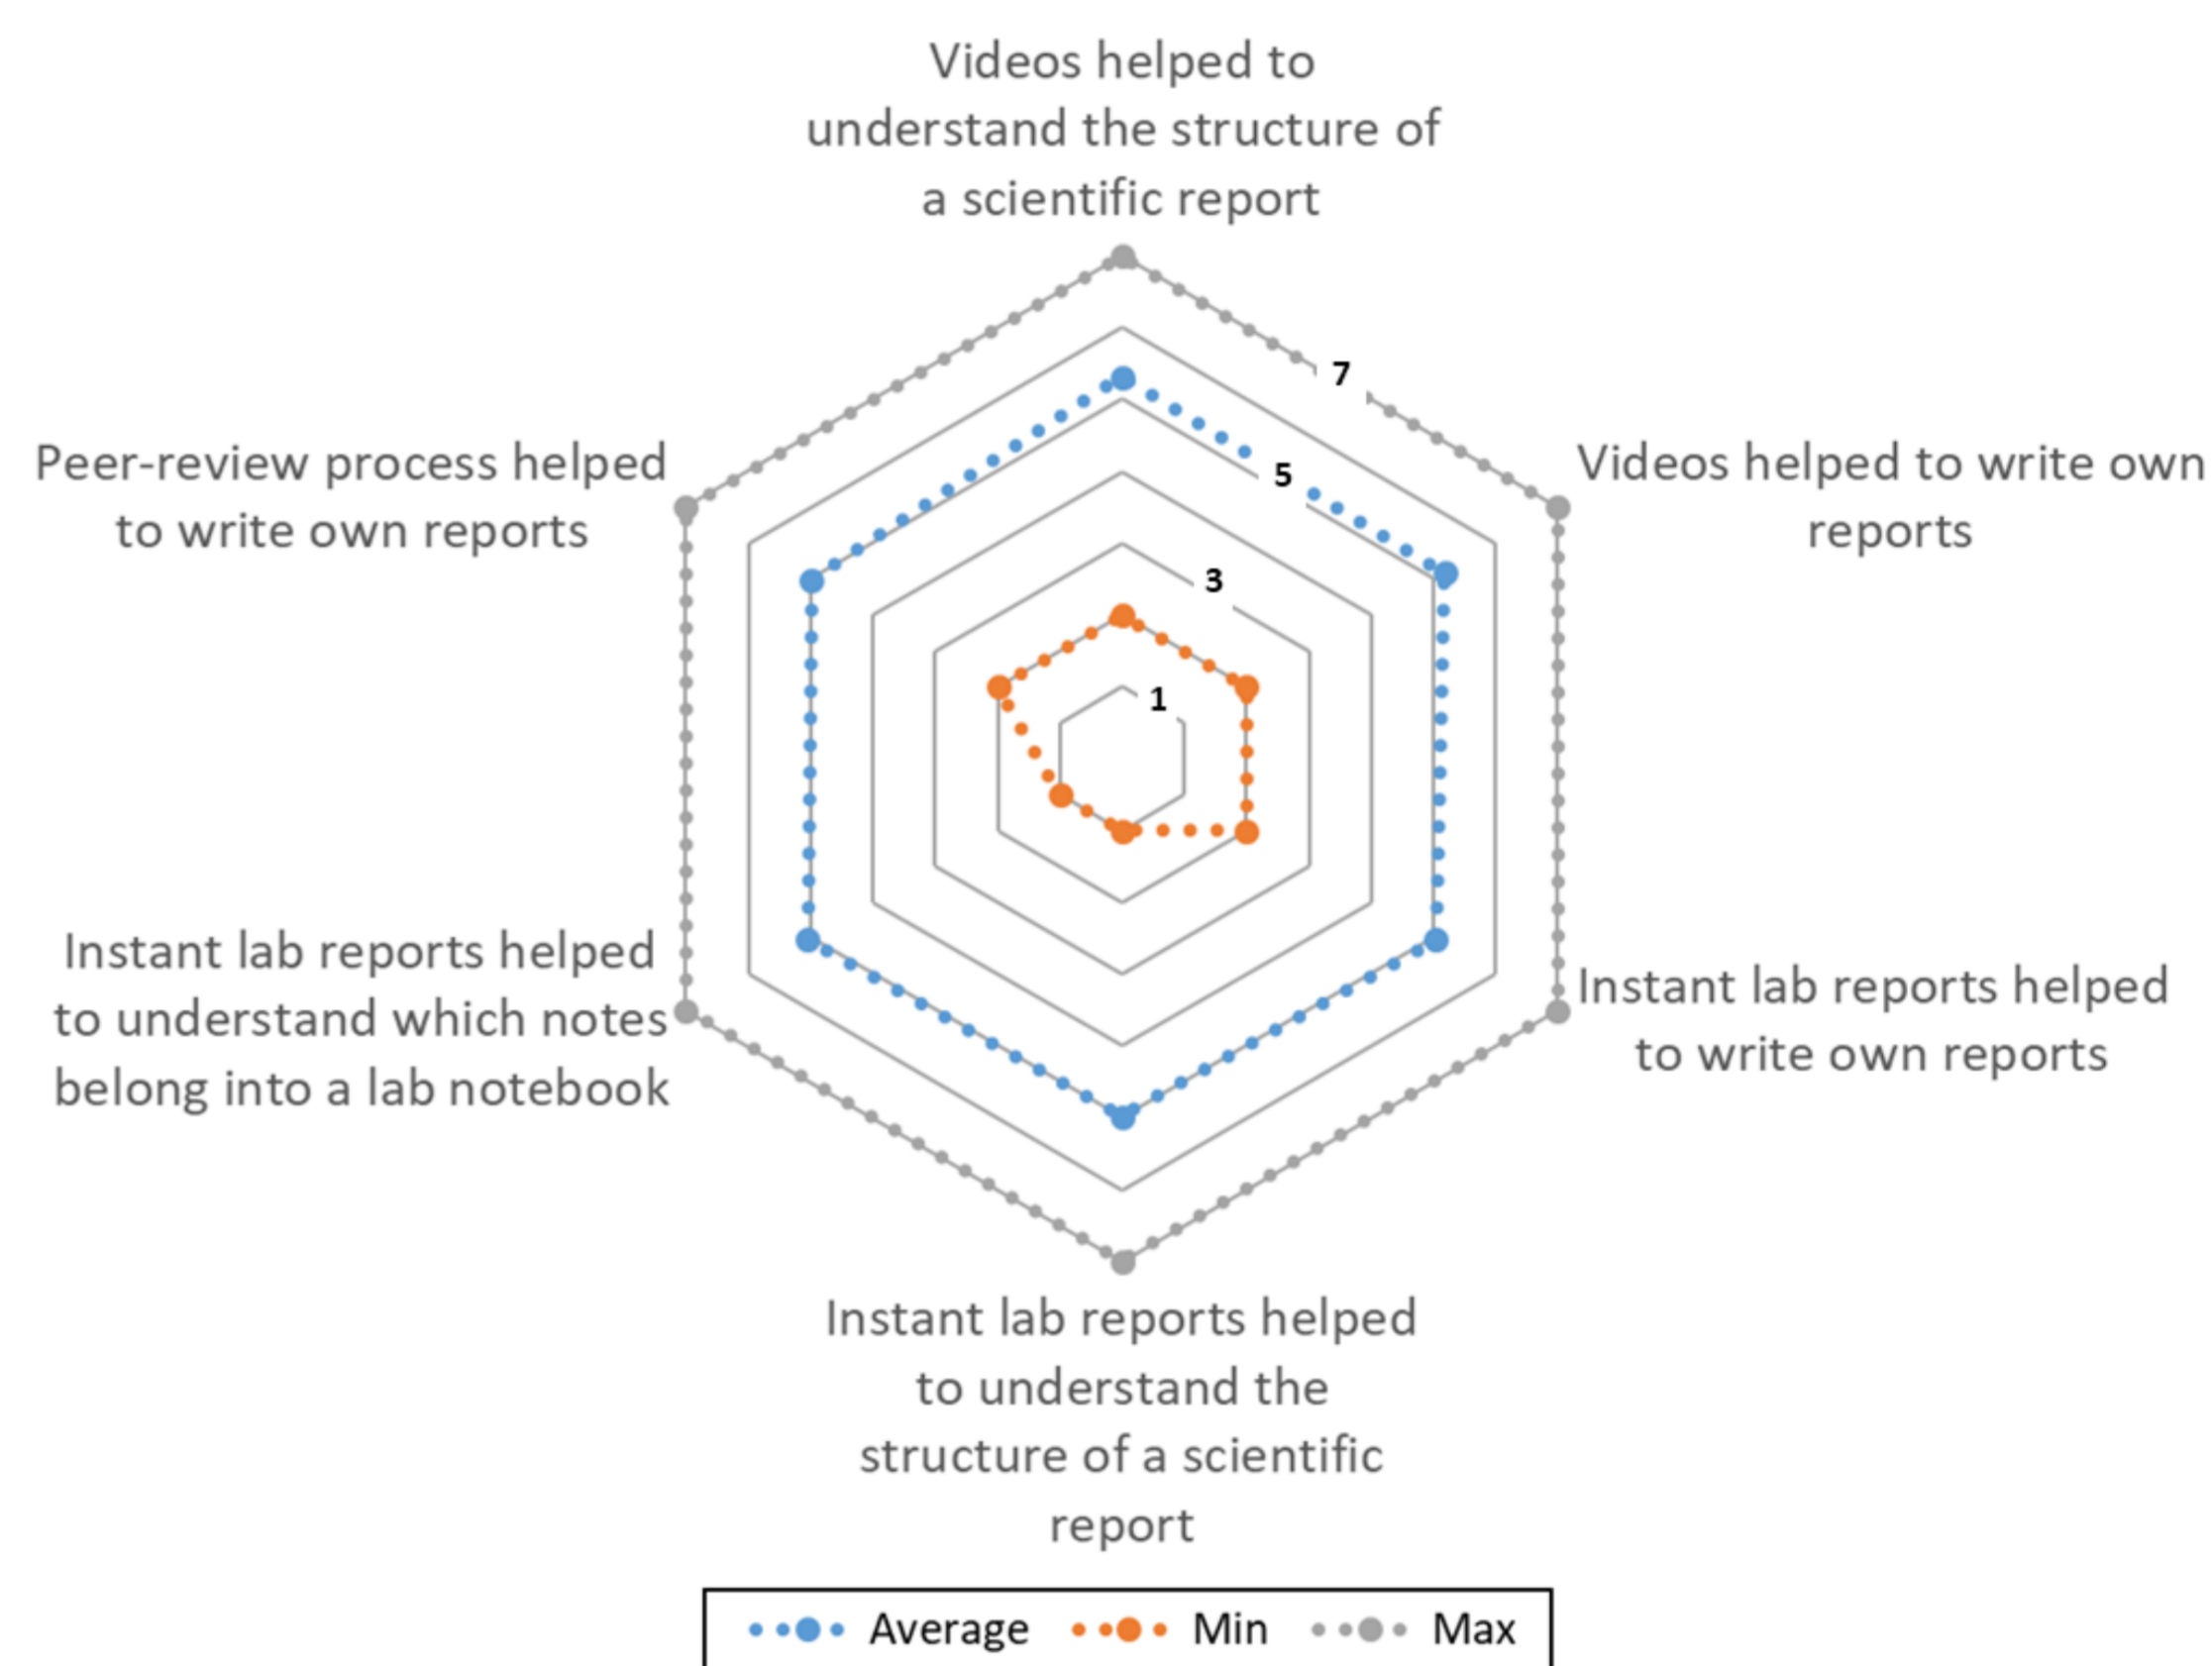 Videos helped to
understand the structure of
a scientific report
7
Peer-review process helped
to write own reports
Videos helped to write own
reports
5
3
1
Instant lab reports helped
to understand which notes
belong into a lab notebook
Instant lab reports helped
to write own reports
Instant lab reports helped
to understand the
structure of a scientific
report
Average Min Max